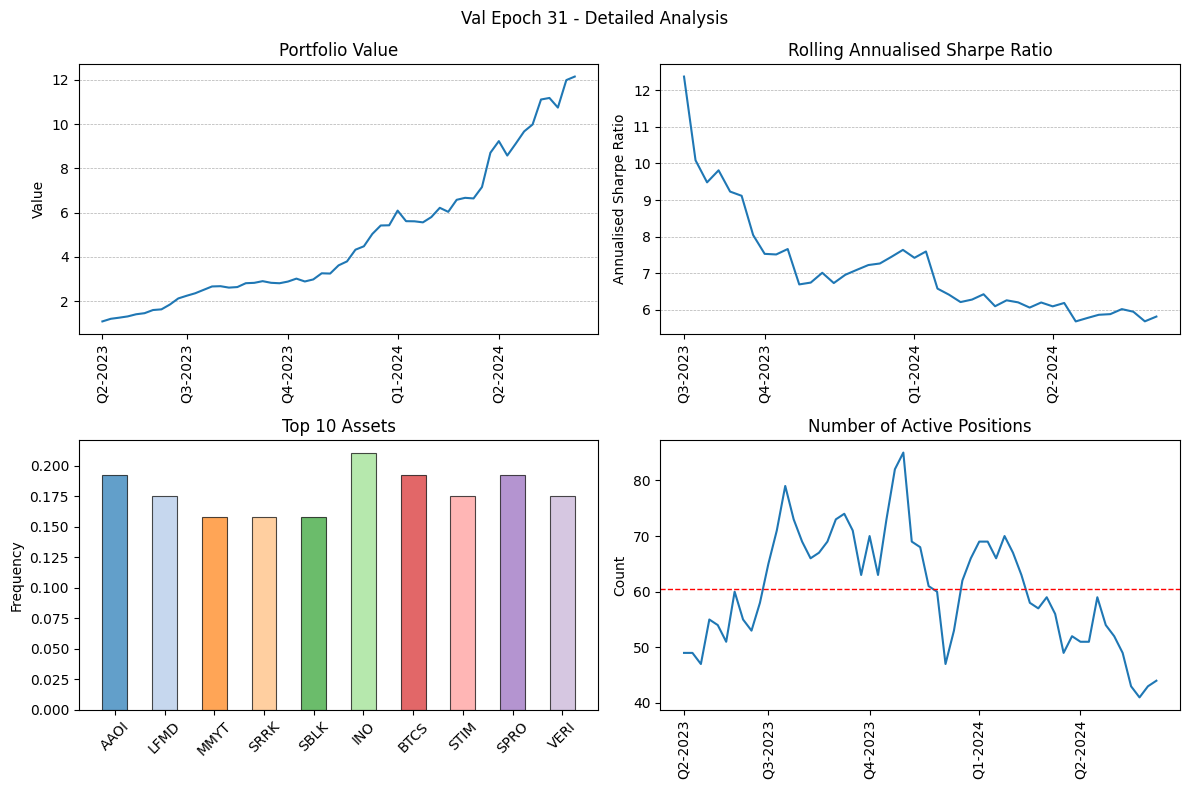 Val Epoch 31 - Detailed Analysis
Portfolio Value
Value
12
10
8
6
4
2
Q2-2023
Q3-2023
Q4-2023
Q1-2024
Q2-2024
Rolling Annualised Sharpe Ratio
Annualised Sharpe Ratio
12
11
10
9
8
7
6
Q3-2023
Q4-2023
Q1-2024
Q2-2024
Top 10 Assets
Frequency
0.200
0.175
0.150
0.125
0.100
0.075
0.050
0.025
0.000
AAOI
LFMD
MMYT
SRRK
SBLK
INO
BTCS
STIM
SPRO
VERI
Number of Active Positions
Count
80
70
60
50
40
Q2-2023
Q3-2023
Q4-2023
Q1-2024
Q2-2024